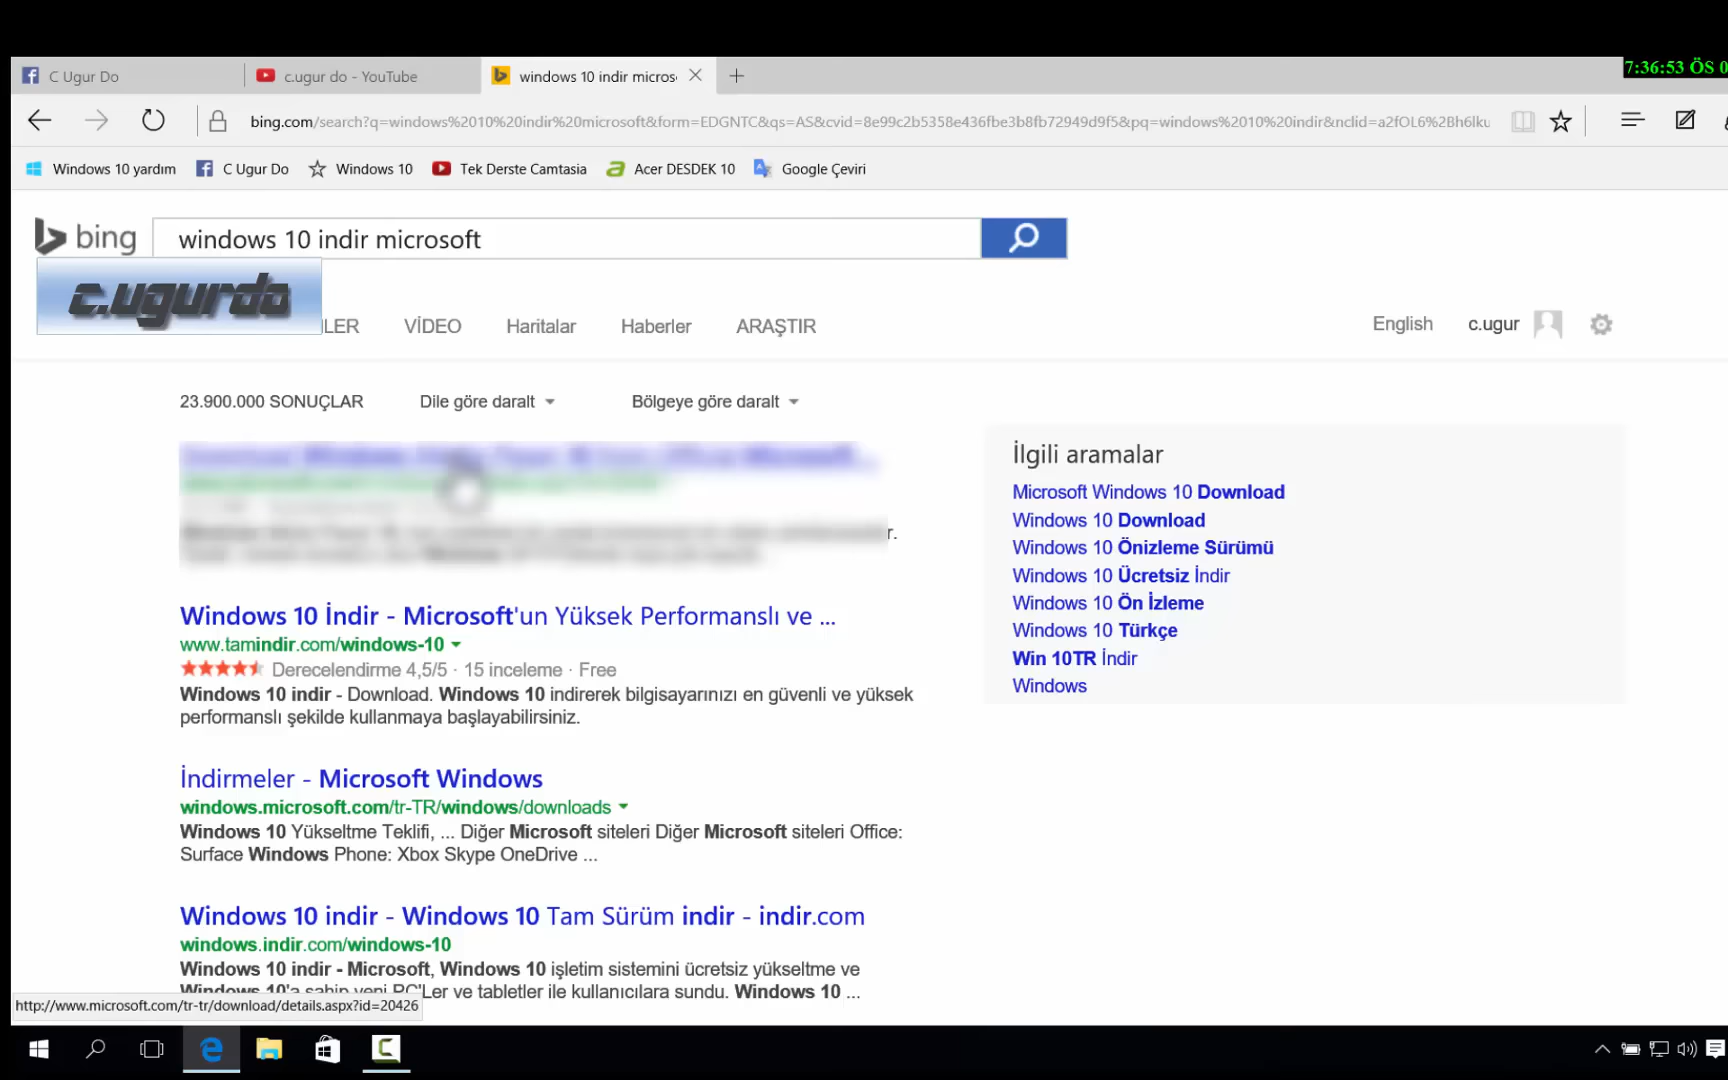 C Ugur Do
c.ugur do - YouTube
windows 10 indir micros
7:36:53 ÖS 0
bing.com/search?q=windows%2010%20indir%20microsoft&form=EDGNTC&qs=AS&cvid=8e99c2b5358e436fbe3b8fb72949d9f5&pq=windows%2010%20indir&nclid=a2fOL6%2Bh6lku
Windows 10 yardım
C Ugur Do
Windows 10
Tek Derste Camtasia
Acer DESDEK 10
Google Çeviri
bing
windows 10 indir microsoft
c.ugurdo
LER
VİDEO
Haritalar
Haberler
ARAŞTIR
English
c.ugur
23.900.000 SONUÇLAR
Dile göre daralt
Bölgeye göre daralt
Windows 10 İndir - Microsoft'un Yüksek Performanslı ve ...
www.tamindir.com/windows-10
Derecelendirme 4,5/5 · 15 inceleme · Free
Windows 10 indir - Download. Windows 10 indirerek bilgisayarınızı en güvenli ve yüksek
performanslı şekilde kullanmaya başlayabilirsiniz.
İndirmeler - Microsoft Windows
windows.microsoft.com/tr-TR/windows/downloads
Windows 10 Yükseltme Teklifi, ... Diğer Microsoft siteleri Diğer Microsoft siteleri Office:
Surface Windows Phone: Xbox Skype OneDrive ...
Windows 10 indir - Windows 10 Tam Sürüm indir - indir.com
windows.indir.com/windows-10
Windows 10 indir - Microsoft, Windows 10 işletim sistemini ücretsiz yükseltme ve
Windows 10'a sahip yeni PC'Ler ve tabletler ile kullanıcılara sundu. Windows 10 ...
İlgili aramalar
Microsoft Windows 10 Download
Windows 10 Download
Windows 10 Önizleme Sürümü
Windows 10 Ücretsiz İndir
Windows 10 Ön İzleme
Windows 10 Türkçe
Win 10TR İndir
Windows
http://www.microsoft.com/tr-tr/download/details.aspx?id=20426